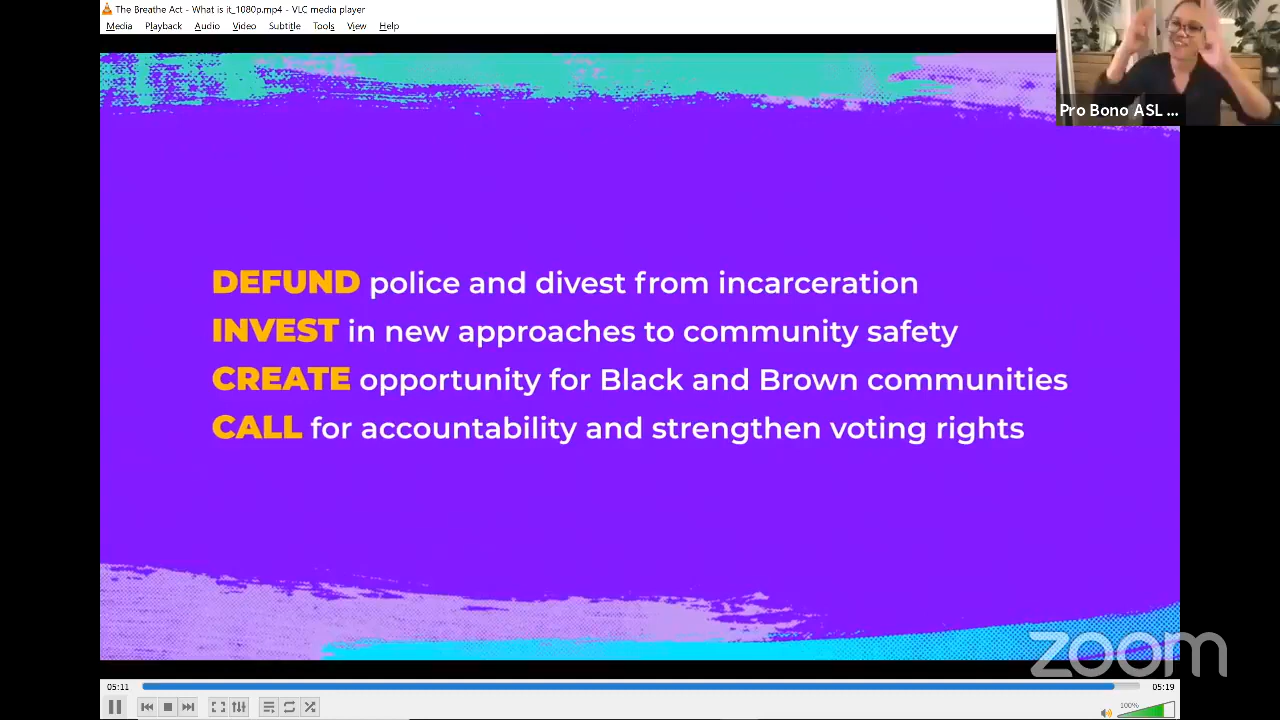 The Breathe Act - What is it_1080p.mp4 - VLC media player
Media Playback Audio Video Subtitle Tools View Help
Pro Bono ASL ...
DEFUND police and divest from incarceration
INVEST in new approaches to community safety
CREATE opportunity for Black and Brown communities
CALL for accountability and strengthen voting rights
zoom
05:11
05:19
100%